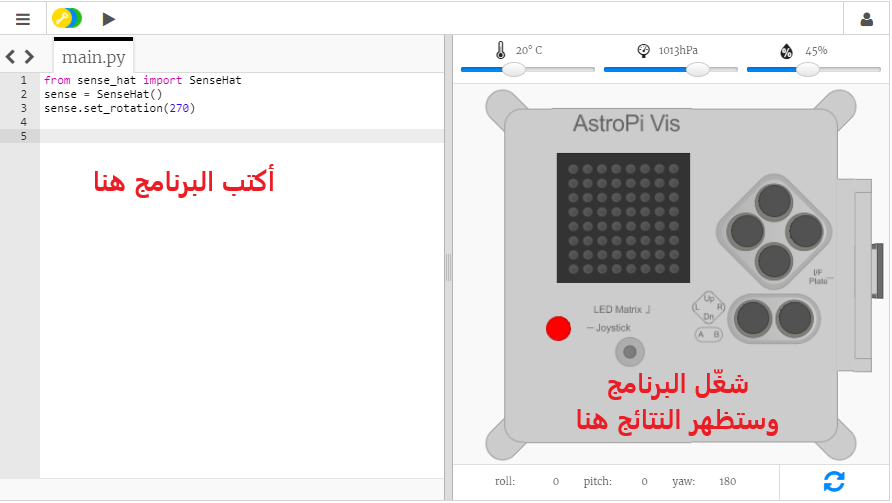 main.py
20° C
1013hPa
45%
1 from sense_hat import SenseHat
2 sense = SenseHat()
3 sense.set_rotation(270)
4
5
أكتب البرنامج هنا
AstroPi Vis
I/F
Plate
LED Matrix
Joystick
Up
L R
Dn
A B
شغّل البرنامج
وستظهر النتائج هنا
roll: 0 pitch: 0 yaw: 180